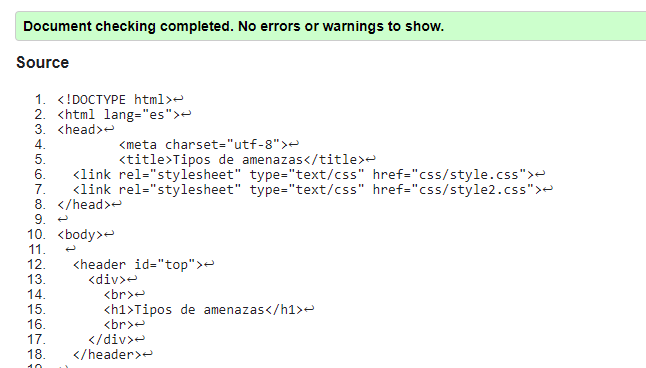 Document checking completed. No errors or warnings to show.
Source
1. <!DOCTYPE html>↩
2. <html lang="es">↩
3. <head>↩
4. <meta charset="utf-8">↩
5. <title>Tipos de amenazas</title>↩
6. <link rel="stylesheet" type="text/css" href="css/style.css">↩
7. <link rel="stylesheet" type="text/css" href="css/style2.css">↩
8. </head>↩
9. ↩
10. <body>↩
11. ↩
12. <header id="top">↩
13. <div>↩
14. <br>↩
15. <h1>Tipos de amenazas</h1>↩
16. <br>↩
17. </div>↩
18. </header>↩